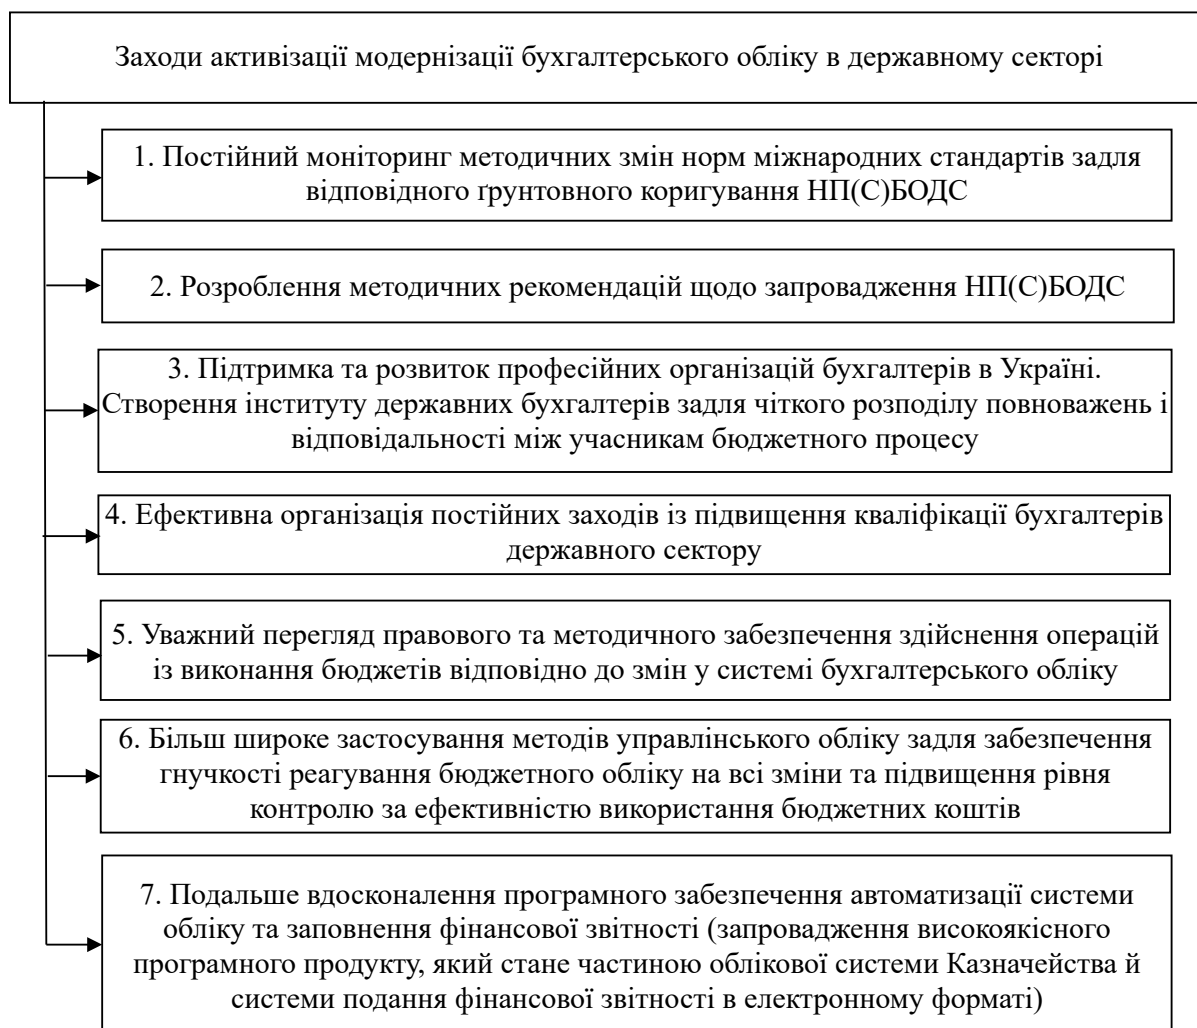 Заходи активізації модернізації бухгалтерського обліку в державному секторі
1. Постійний моніторинг методичних змін норм міжнародних стандартів задля
відповідного ґрунтовного коригування НП(С)БОДС
2. Розроблення методичних рекомендацій щодо запровадження НП(С)БОДС
3. Підтримка та розвиток професійних організацій бухгалтерів в Україні.
Створення інституту державних бухгалтерів задля чіткого розподілу повноважень і
відповідальності між учасникам бюджетного процесу
4. Ефективна організація постійних заходів із підвищення кваліфікації бухгалтерів
державного сектору
5. Уважний перегляд правового та методичного забезпечення здійснення операцій
із виконання бюджетів відповідно до змін у системі бухгалтерського обліку
6. Більш широке застосування методів управлінського обліку задля забезпечення
гнучкості реагування бюджетного обліку на всі зміни та підвищення рівня
контролю за ефективністю використання бюджетних коштів
7. Подальше вдосконалення програмного забезпечення автоматизації системи
обліку та заповнення фінансової звітності (запровадження високоякісного
програмного продукту, який стане частиною облікової системи Казначейства й
системи подання фінансової звітності в електронному форматі)